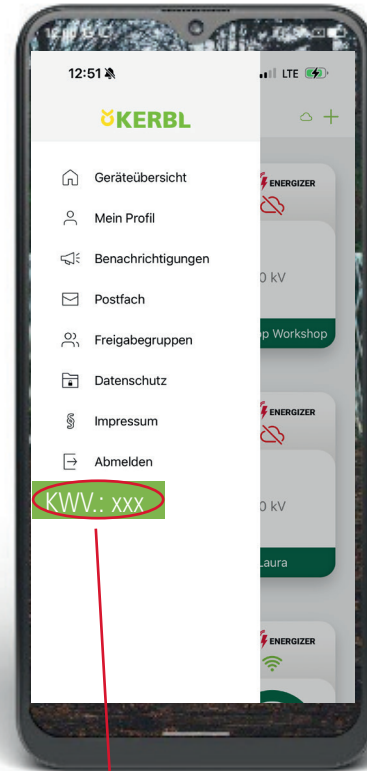 12:51
LTE
KERBL
Geräteübersicht
Mein Profil
Benachrichtigungen
Postfach
Freigabegruppen
Datenschutz
§ Impressum
Abmelden
KWV.: xxx
ENERGIZER
0 kV
op Workshop
ENERGIZER
0 kV
Laura
ENERGIZER